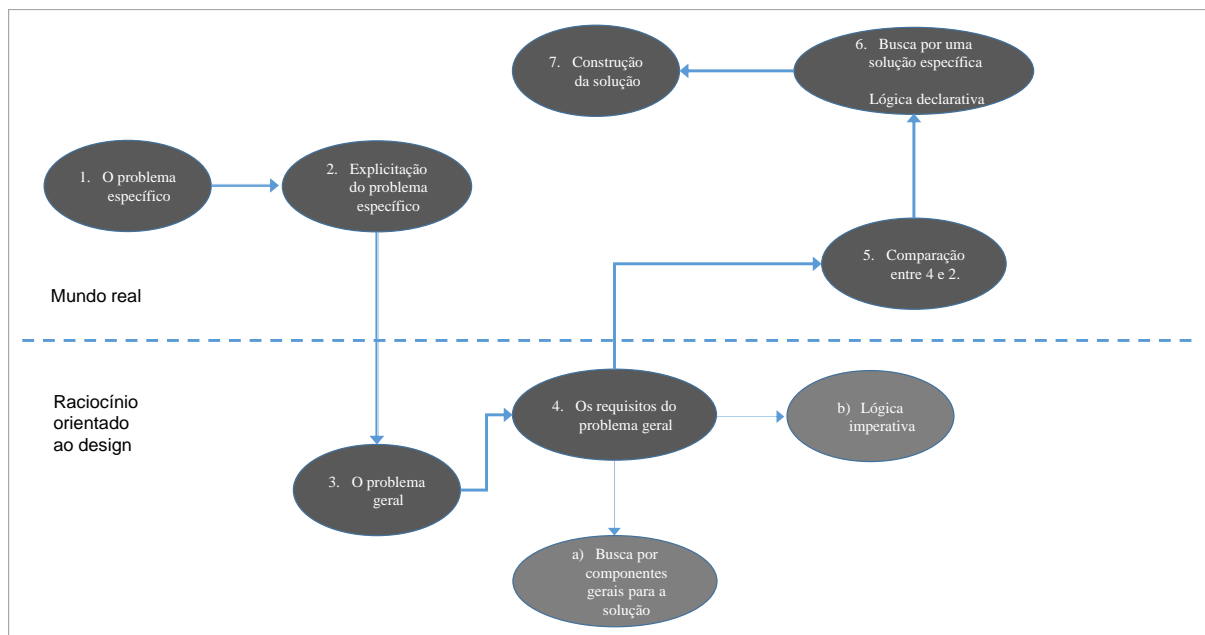 1. O problema
específico
2. Explicitação
do problema
específico
7. Construção
da solução
6. Busca por uma
solução específica
Lógica declarativa
5. Comparação
entre 4 e 2.
Mundo real
Raciocínio
orientado
ao design
3. O problema
geral
4. Os requisitos do
problema geral
b) Lógica
imperativa
a) Busca por
componentes
gerais para a
solução